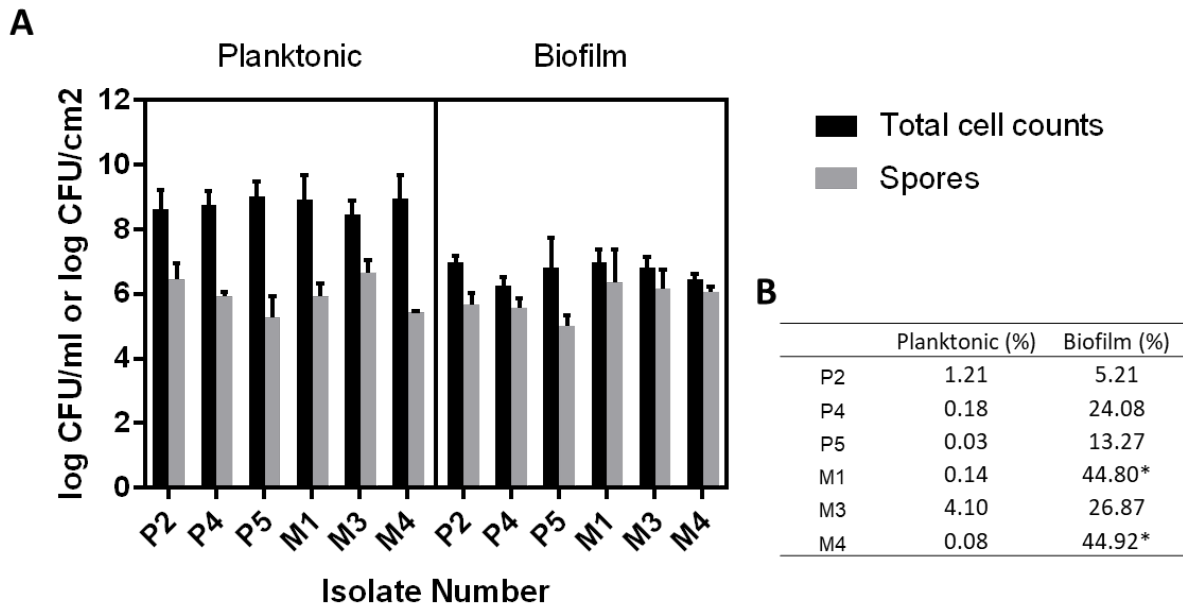 A
Planktonic Biofilm
12
10
8
6
4
2
0
log CFU/ml or log CFU/cm2
P2 P4 P5 M1 M3 M4 P2 P4 P5 M1 M3 M4
Isolate Number
Total cell counts
Spores
B
Planktonic (%) Biofilm (%)
P2 1.21 5.21
P4 0.18 24.08
P5 0.03 13.27
M1 0.14 44.80*
M3 4.10 26.87
M4 0.08 44.92*